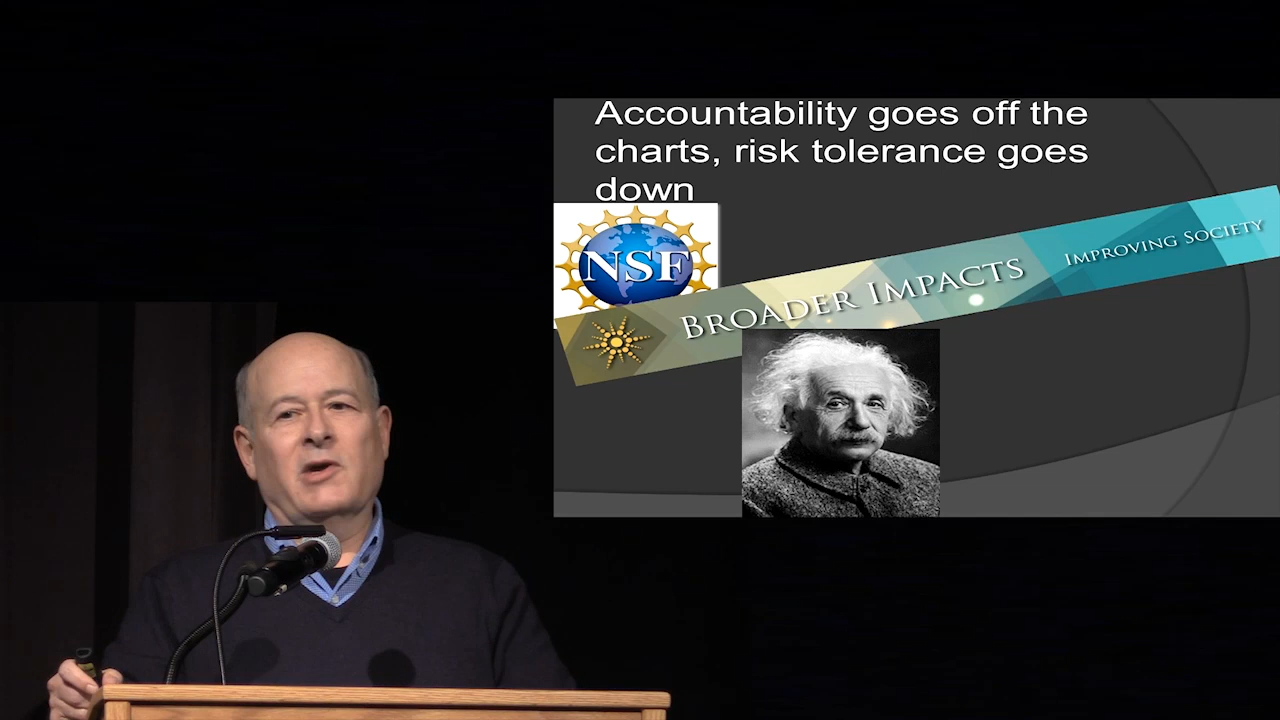 Accountability goes off the
charts, risk tolerance goes
down
NSF
BROADER IMPACTS
IMPROVING SOCIETY